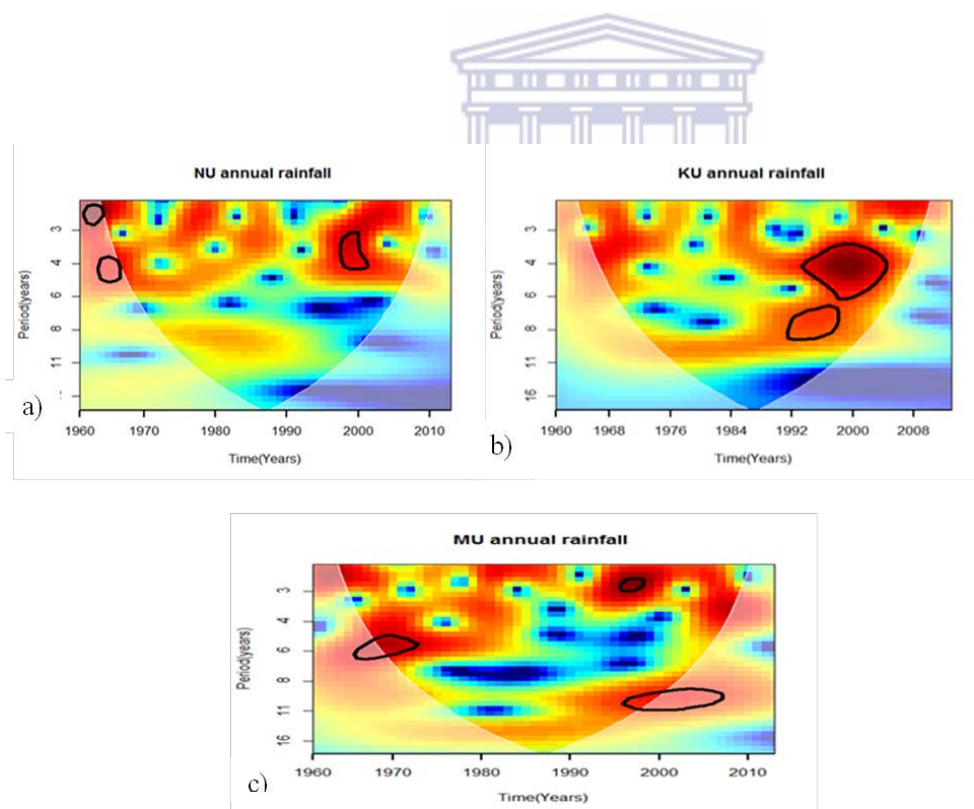 NU annual rainfall
Period(years)
3
4
6
8
11
1960 1970 1980 1990 2000 2010
Time(Years)
a)
KU annual rainfall
Period(years)
3
4
6
8
11
16
1960 1968 1976 1984 1992 2000 2008
Time(Years)
b)
MU annual rainfall
Period(years)
3
4
6
8
11
16
1960 1970 1980 1990 2000 2010
Time(Years)
c)